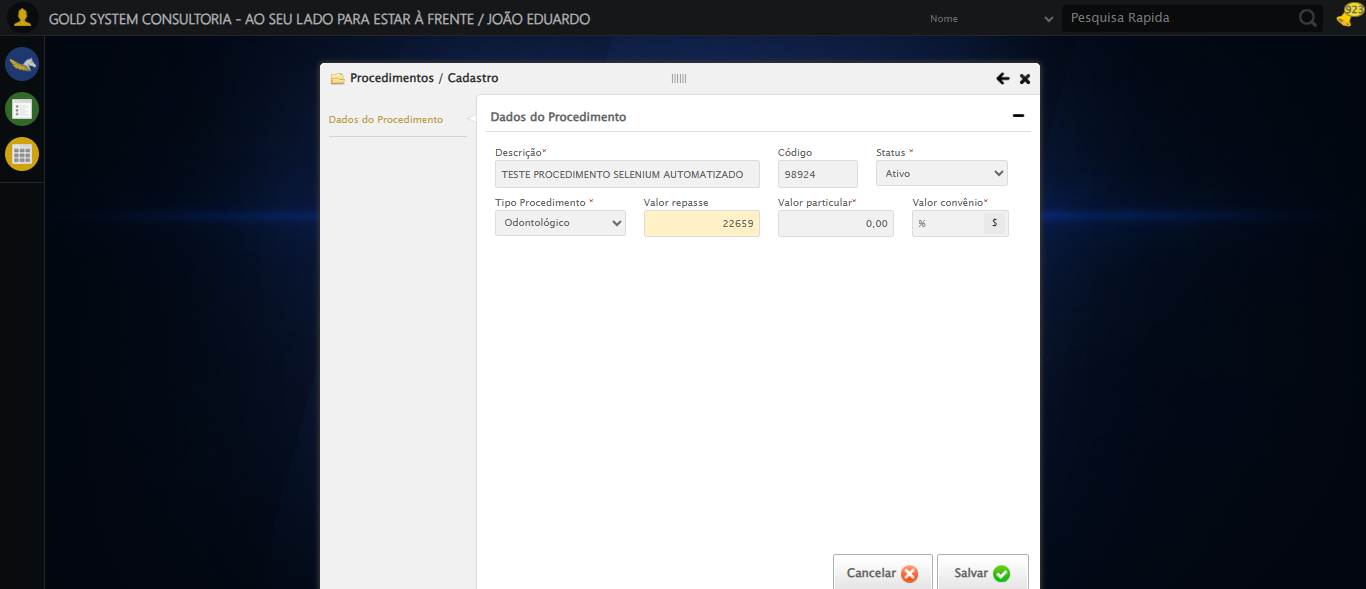 GOLD SYSTEM CONSULTORIA - AO SEU LADO PARA ESTAR À FRENTE / JOÃO EDUARDO
Nome
Pesquisa Rapida
923
Procedimentos / Cadastro
Dados do Procedimento
Dados do Procedimento
Descrição* Código Status *
TESTE PROCEDIMENTO SELENIUM AUTOMATIZADO 98924 Ativo
Tipo Procedimento * Valor repasse Valor particular* Valor convênio*
Odontológico 22659 0,00 % $
Cancelar Salvar